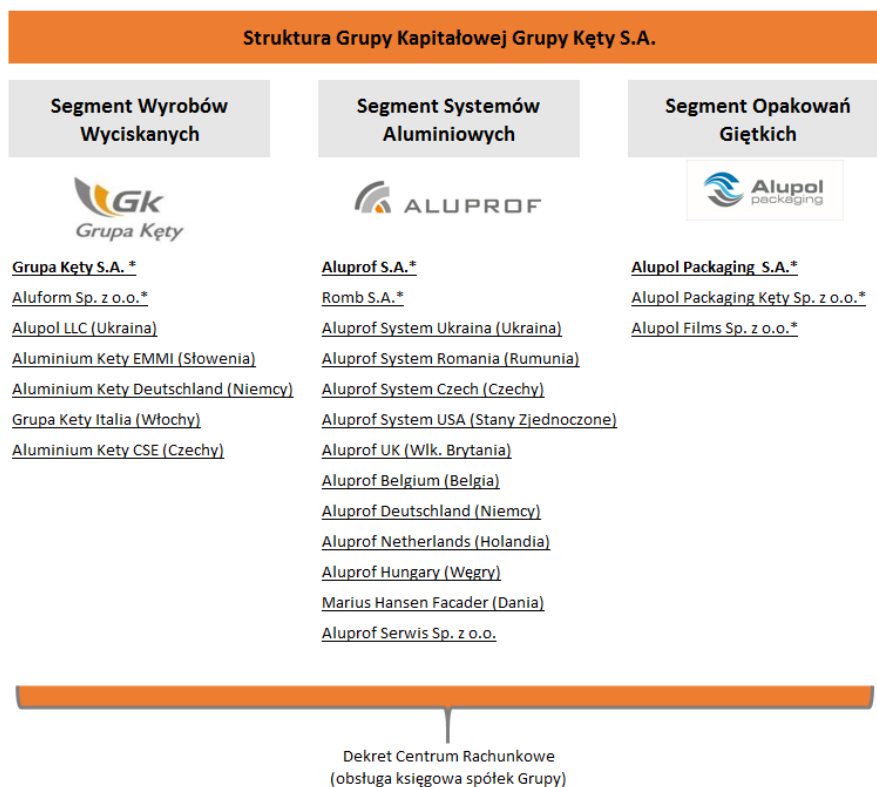 Struktura Grupy Kapitałowej Grupy Kęty S.A.
Segment Wyrobów
Wyciskanych
Gk
Grupa Kęty
Grupa Kęty S.A. *
Aluform Sp. z o.o.*
Alupol LLC (Ukraina)
Aluminium Kety EMMI (Słowenia)
Aluminium Kety Deutschland (Niemcy)
Grupa Kety Italia (Włochy)
Aluminium Kety CSE (Czechy)
Segment Systemów
Aluminiowych
ALUPROF
Aluprof S.A.*
Romb S.A.*
Aluprof System Ukraina (Ukraina)
Aluprof System Romania (Rumunia)
Aluprof System Czech (Czechy)
Aluprof System USA (Stany Zjednoczone)
Aluprof UK (Wlk. Brytania)
Aluprof Belgium (Belgia)
Aluprof Deutschland (Niemcy)
Aluprof Netherlands (Holandia)
Aluprof Hungary (Węgry)
Marius Hansen Facader (Dania)
Aluprof Serwis Sp. z o.o.
Segment Opakowań
Giętkich
Alupol
packaging
Alupol Packaging S.A.*
Alupol Packaging Kęty Sp. z o.o.*
Alupol Films Sp. z o.o.*
Dekret Centrum Rachunkowe
(obsługa księgowa spółek Grupy)